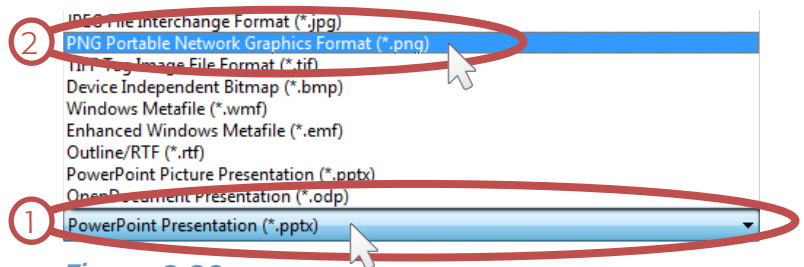 JPEG File Interchange Format (*.jpg)
2
PNG Portable Network Graphics Format (*.png)
TIFF Tag Image File Format (*.tif)
Device Independent Bitmap (*.bmp)
Windows Metafile (*.wmf)
Enhanced Windows Metafile (*.emf)
Outline/RTF (*.rtf)
PowerPoint Picture Presentation (*.pptx)
OpenDocument Presentation (*.odp)
1
PowerPoint Presentation (*.pptx)